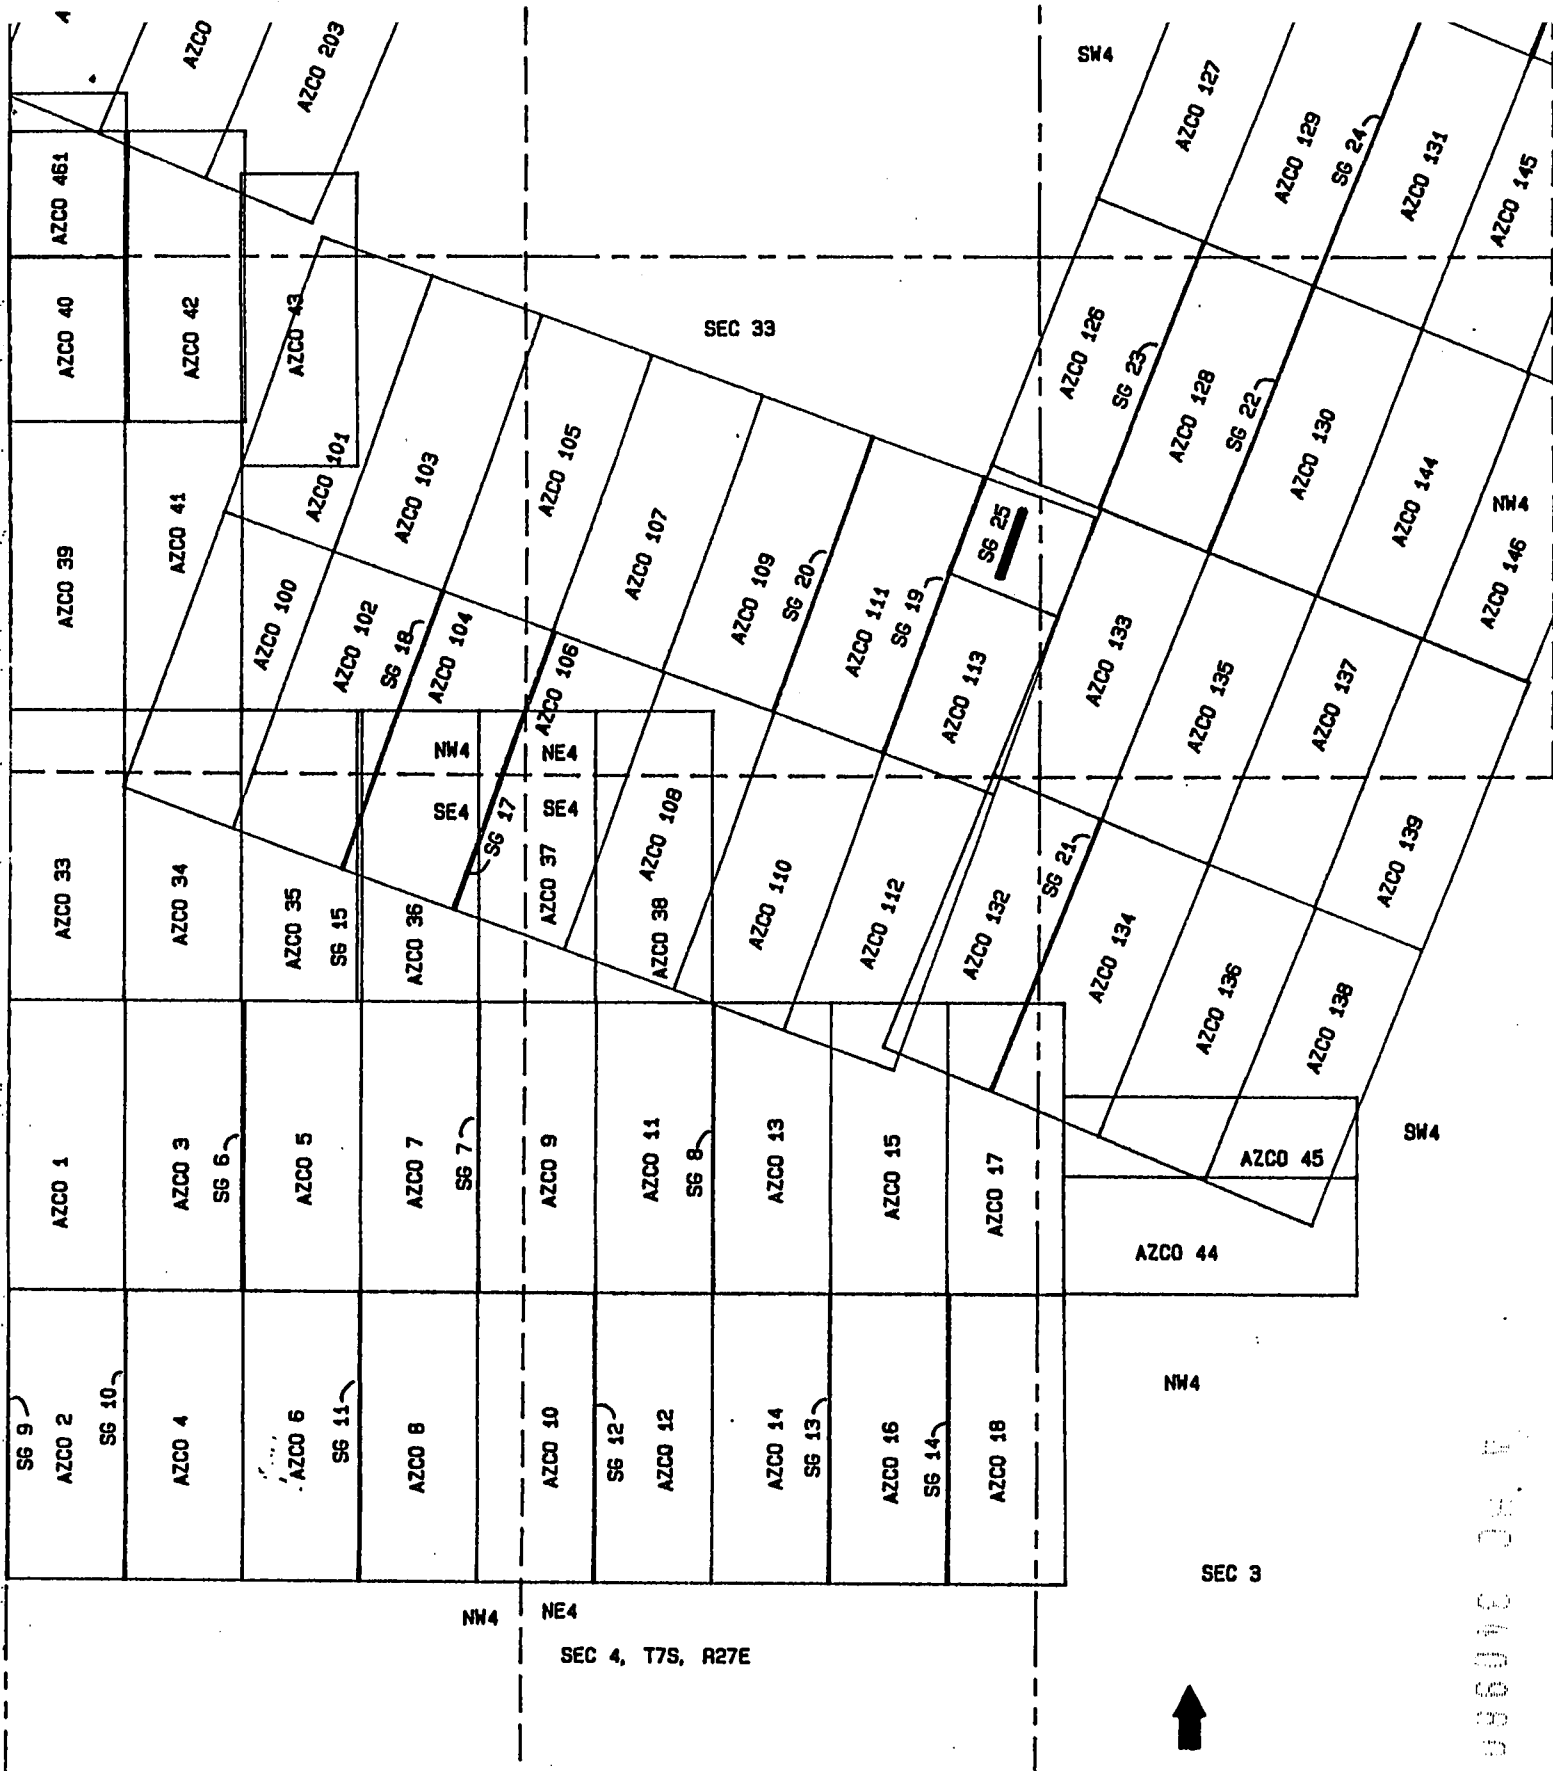 A
AZCO
AZCO 203
SW4
AZCO 127
AZCO 129
SG 24
AZCO 131
AZCO 145
AZCO 461
AZCO 40
AZCO 42
AZCO 43
SEC 33
AZCO 126
SG 23
AZCO 128
SG 22
AZCO 130
AZCO 144
NW4
AZCO 146
AZCO 39
AZCO 41
AZCO 101
AZCO 103
AZCO 105
AZCO 107
AZCO 109
SG 20
AZCO 111
SG 19
SG 25
AZCO 113
AZCO 133
AZCO 135
AZCO 137
AZCO 100
AZCO 102
SG 18
AZCO 104
AZCO 106
NW4
NE4
SE4
SE4
SG 17
AZCO 33
AZCO 34
AZCO 35
SG 15
AZCO 36
AZCO 37
AZCO 38
AZCO 108
AZCO 110
AZCO 112
AZCO 132
SG 21
AZCO 134
AZCO 136
AZCO 138
AZCO 139
AZCO 1
AZCO 3
SG 6
AZCO 5
AZCO 7
SG 7
AZCO 9
AZCO 11
SG 8
AZCO 13
AZCO 15
AZCO 17
AZCO 45
AZCO 44
SW4
SG 9
AZCO 2
SG 10
AZCO 4
AZCO 6
SG 11
AZCO 8
AZCO 10
SG 12
AZCO 12
AZCO 14
SG 13
AZCO 16
SG 14
AZCO 18
NW4
SEC 3
NW4
NE4
SEC 4, T7S, R27E